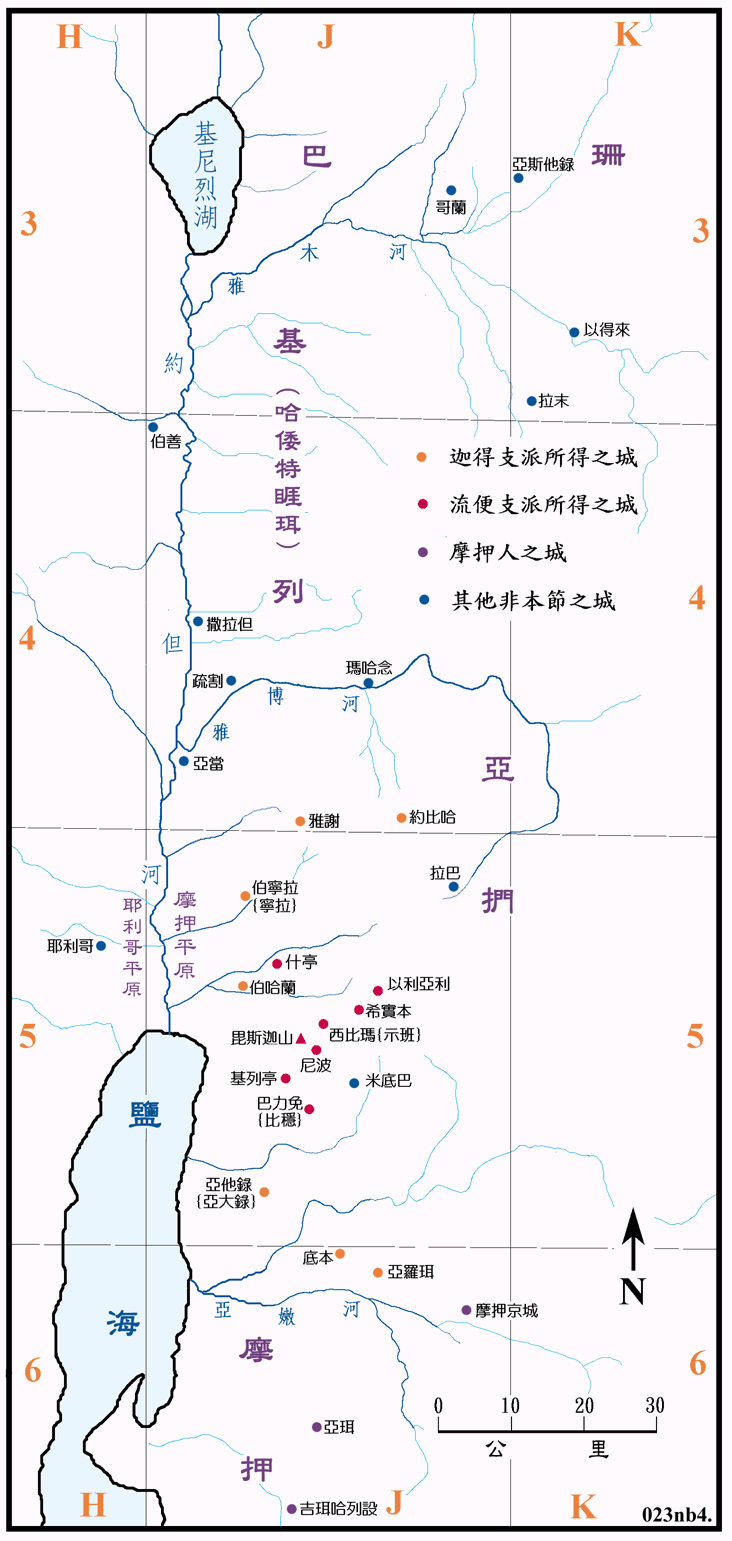 H
J
K
基尼烈湖
巴
珊
亞斯他錄
哥蘭
3
3
雅木河
以得來
基
約
拉末
(哈倭特睚珥)
伯善
迦得支派所得之城
流便支派所得之城
摩押人之城
其他非本節之城
列
4
4
撒拉但
但
疏割
瑪哈念
雅博河
亞當
亞
雅謝
約比哈
河
拉巴
捫
伯寧拉
{寧拉}
耶利哥平原
摩押平原
耶利哥
什亭
伯哈蘭
以利亞利
希實本
5
5
西比瑪{示班}
毘斯迦山
尼波
基列亭
米底巴
巴力免
{比穩}
鹽
亞他錄
{亞大錄}
底本
亞羅珥
N
亞嫩河
摩押京城
海
摩
6
6
0 10 20 30
公里
亞珥
押
吉珥哈列設
H
J
K
023nb4.